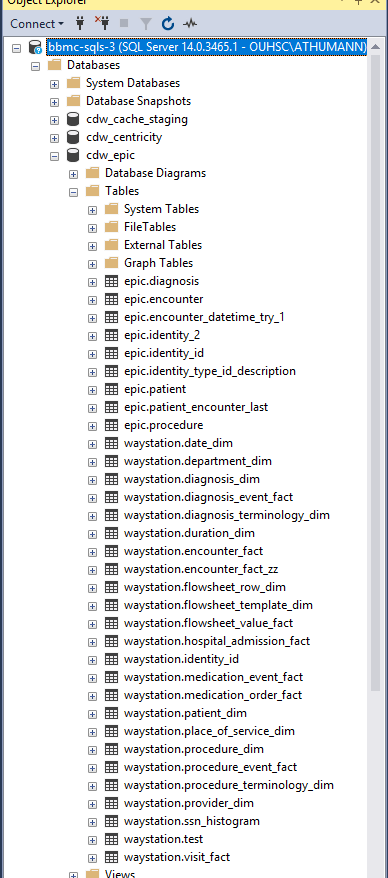 Object Explorer
Connect
bbmc-sqls-3 (SQL Server 14.0.3465.1 - OUHSC\ATHUMANN)
Databases
System Databases
Database Snapshots
cdw_cache_staging
cdw_centricity
cdw_epic
Database Diagrams
Tables
System Tables
FileTables
External Tables
Graph Tables
epic.diagnosis
epic.encounter
epic.encounter_datetime_try_1
epic.identity_2
epic.identity_id
epic.identity_type_id_description
epic.patient
epic.patient_encounter_last
epic.procedure
waystation.date_dim
waystation.department_dim
waystation.diagnosis_dim
waystation.diagnosis_event_fact
waystation.diagnosis_terminology_dim
waystation.duration_dim
waystation.encounter_fact
waystation.encounter_fact_zz
waystation.flowsheet_row_dim
waystation.flowsheet_template_dim
waystation.flowsheet_value_fact
waystation.hospital_admission_fact
waystation.identity_id
waystation.medication_event_fact
waystation.medication_order_fact
waystation.patient_dim
waystation.place_of_service_dim
waystation.procedure_dim
waystation.procedure_event_fact
waystation.procedure_terminology_dim
waystation.provider_dim
waystation.ssn_histogram
waystation.test
waystation.visit_fact
Views